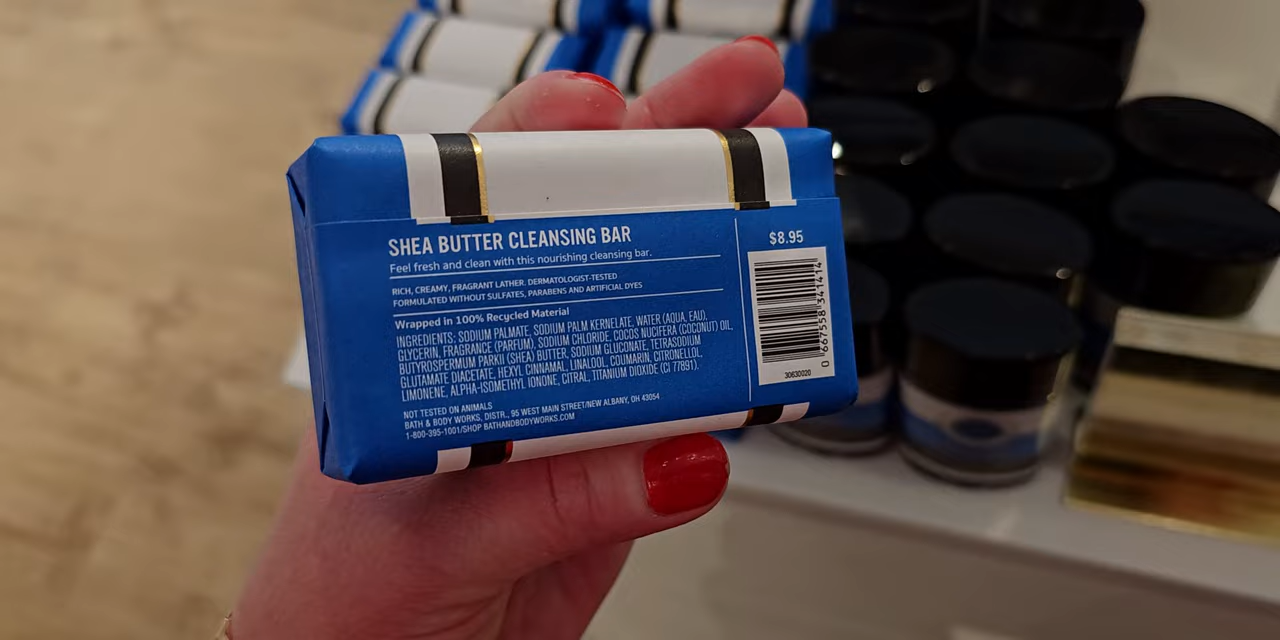 SHEA BUTTER CLEANSING BAR
Feel fresh and clean with this nourishing cleansing bar.
RICH, CREAMY, FRAGRANT LATHER. DERMATOLOGIST-TESTED
FORMULATED WITHOUT SULFATES, PARABENS AND ARTIFICIAL DYES
Wrapped in 100% Recycled Material
INGREDIENTS: SODIUM PALMATE, SODIUM PALM KERNELATE, WATER (AQUA, EAU),
GLYCERIN, FRAGRANCE (PARFUM), SODIUM CHLORIDE, COCOS NUCIFERA (COCONUT) OIL,
BUTYROSPERMUM PARKII (SHEA) BUTTER, SODIUM GLUCONATE, TETRASODIUM
GLUTAMATE DIACETATE, HEXYL CINNAMAL, LINALOOL, COUMARIN, CITRONELLOL,
LIMONENE, ALPHA-ISOMETHYL IONONE, CITRAL, TITANIUM DIOXIDE (CI 77891).
NOT TESTED ON ANIMALS
BATH & BODY WORKS, DISTR., 95 WEST MAIN STREET/NEW ALBANY, OH 43054
1-800-395-1001/SHOP BATHANDBODYWORKS.COM
$8.95
0 667558 341414
30630020